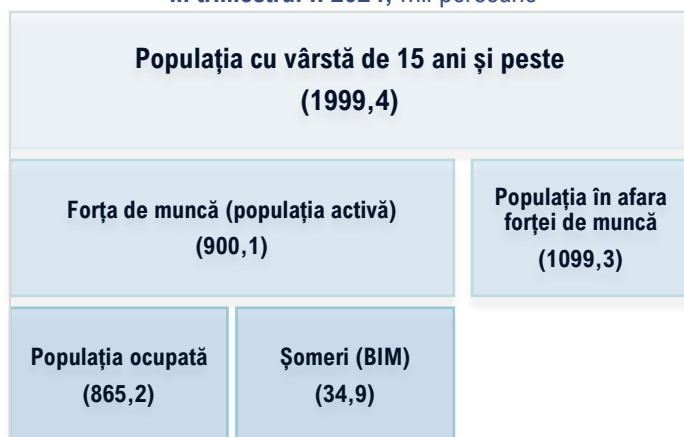 mii persoane
Populația cu vârstă de 15 ani și peste
(1999,4)
Forța de muncă (populația activă)
(900,1)
Populația în afara
forței de muncă
(1099,3)
Populația ocupată
(865,2)
Șomeri (BIM)
(34,9)